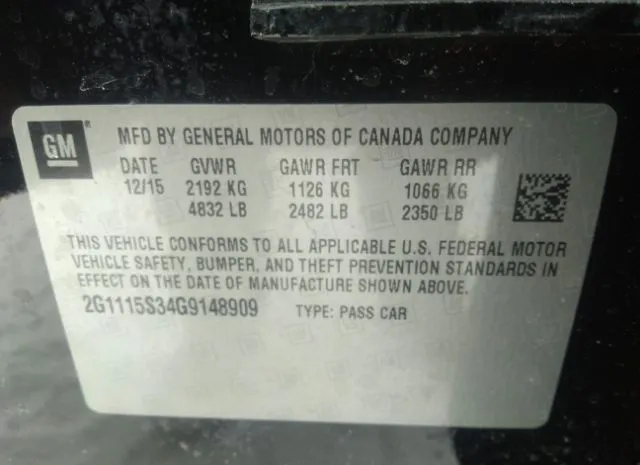 GM
MFD BY GENERAL MOTORS OF CANADA COMPANY
DATE GVWR GAWR FRT GAWR RR
12/15 2192 KG 1126 KG 1066 KG
4832 LB 2482 LB 2350 LB
THIS VEHICLE CONFORMS TO ALL APPLICABLE U.S. FEDERAL MOTOR
VEHICLE SAFETY, BUMPER, AND THEFT PREVENTION STANDARDS IN
EFFECT ON THE DATE OF MANUFACTURE SHOWN ABOVE.
2G1115S34G9148909 TYPE: PASS CAR